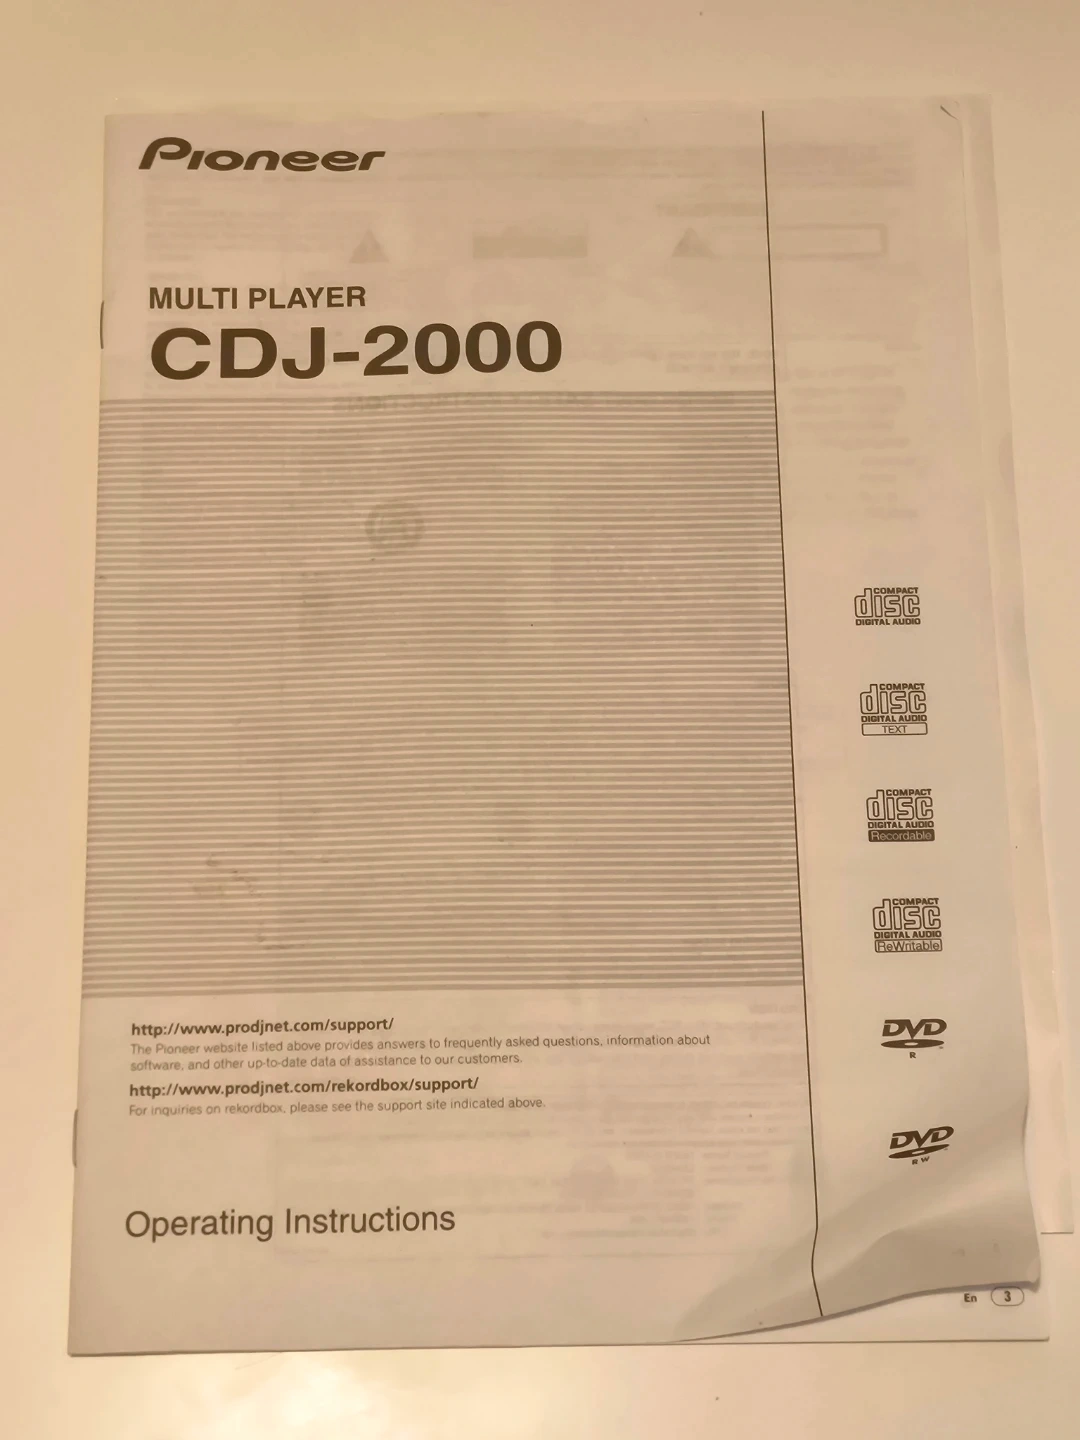 Pioneer
MULTI PLAYER
CDJ-2000
COMPACT
disc
DIGITAL AUDIO
COMPACT
disc
DIGITAL AUDIO
TEXT
COMPACT
disc
DIGITAL AUDIO
Recordable
COMPACT
disc
DIGITAL AUDIO
ReWritable
DVD
R
DVD
RW
http://www.prodjnet.com/support/
The Pioneer website listed above provides answers to frequently asked questions, information about
software, and other up-to-date data of assistance to our customers.
http://www.prodjnet.com/rekordbox/support/
For inquiries on rekordbox, please see the support site indicated above.
Operating Instructions
En 3